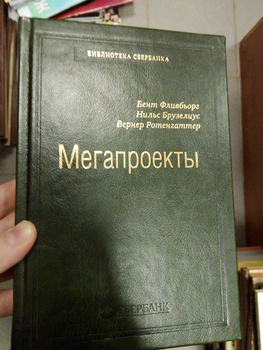 БИБЛИОТЕКА СБЕРБАНКА
Бент Фливбьорг
Нильс Брузелиус
Вернер Ротенгаттер
Мегапроекты
СБЕРБАНК